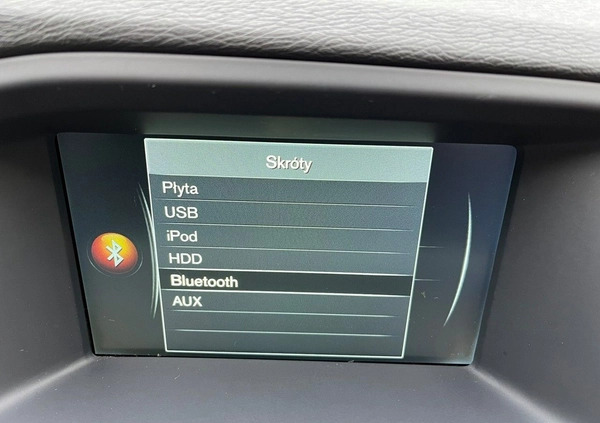 Skróty
Płyta
USB
iPod
HDD
Bluetooth
AUX